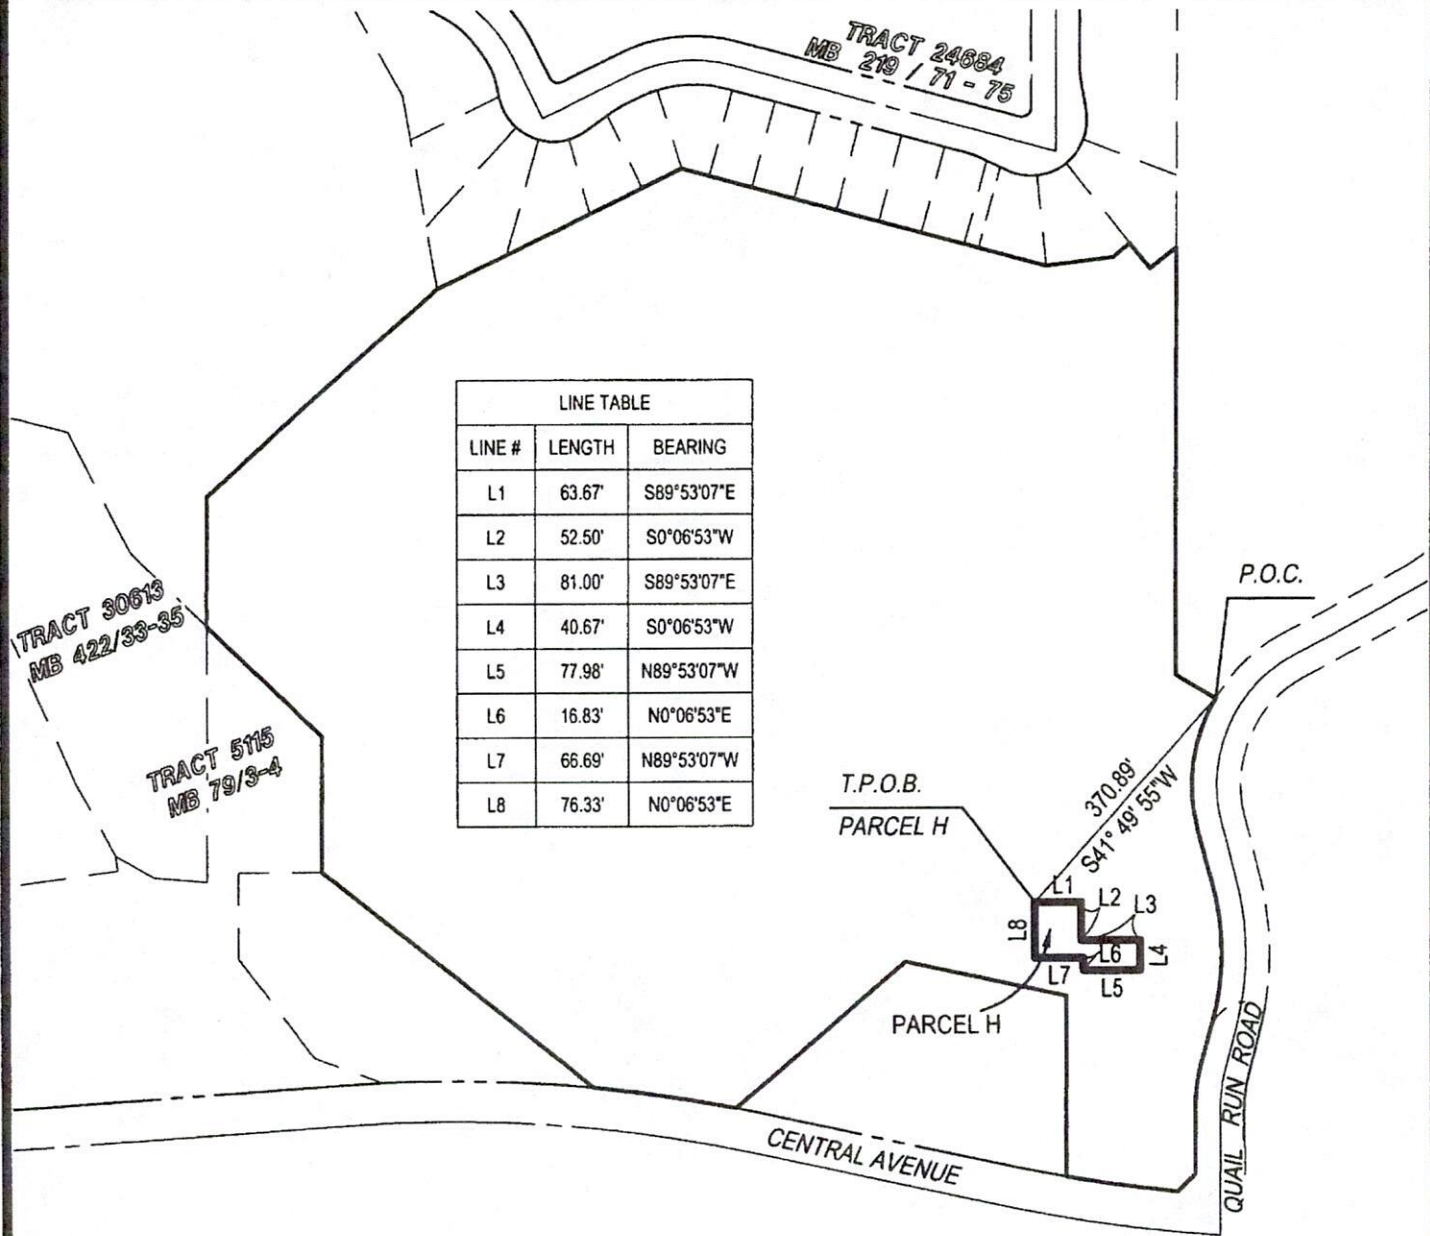 TRACT 24684
MB 219 / 71 - 75
LINE TABLE
LINE # LENGTH BEARING
L1 63.67' S89°53'07"E
L2 52.50' S0°06'53"W
L3 81.00' S89°53'07"E
L4 40.67' S0°06'53"W
L5 77.98' N89°53'07"W
L6 16.83' N0°06'53"E
L7 66.69' N89°53'07"W
L8 76.33' N0°06'53"E
P.O.C.
TRACT 30613
MB 422/33-35
TRACT 5115
MB 79/3-4
T.P.O.B.
PARCEL H
370.89'
S41° 49' 55"W
L1
L2
L3
L8
L6
L4
L7
L5
PARCEL H
QUAIL RUN ROAD
CENTRAL AVENUE